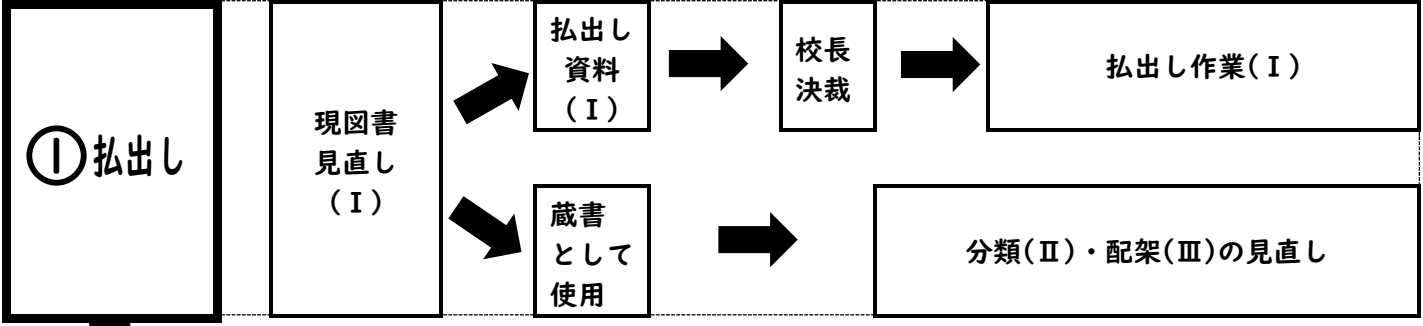 ①払出し
現図書
見直し
(Ⅰ)
払出し
資料
(Ⅰ)
校長
決裁
払出し作業(Ⅰ)
蔵書
として
使用
分類(Ⅱ)・配架(Ⅲ)の見直し